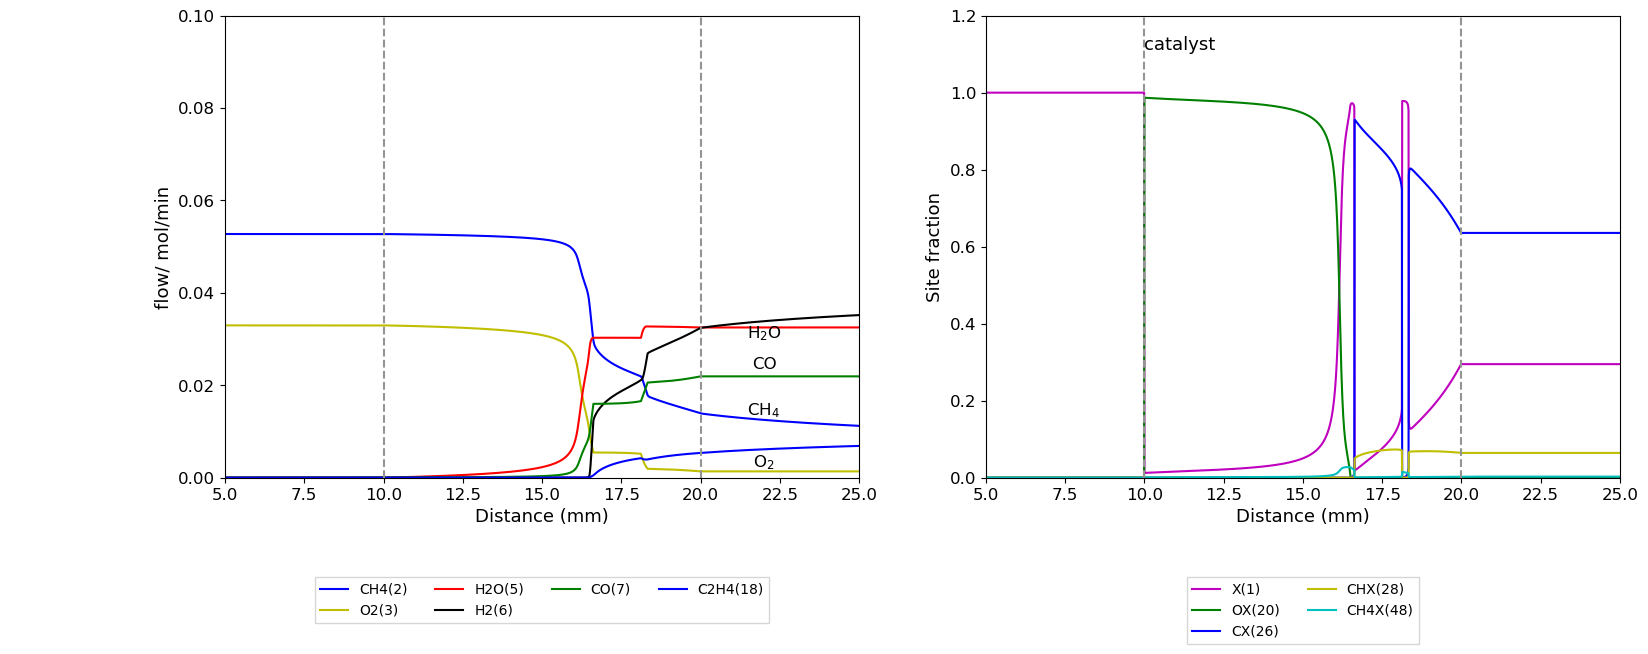 0.10
0.08
0.06
0.04
0.02
0.00
flow/ mol/min
H2O
CO
CH4
O2
5.0 7.5 10.0 12.5 15.0 17.5 20.0 22.5 25.0
Distance (mm)
CH4(2) H2O(5) CO(7) C2H4(18)
O2(3) H2(6)
1.2
1.0
0.8
0.6
0.4
0.2
0.0
Site fraction
catalyst
5.0 7.5 10.0 12.5 15.0 17.5 20.0 22.5 25.0
Distance (mm)
X(1) CHX(28)
OX(20) CH4X(48)
CX(26)